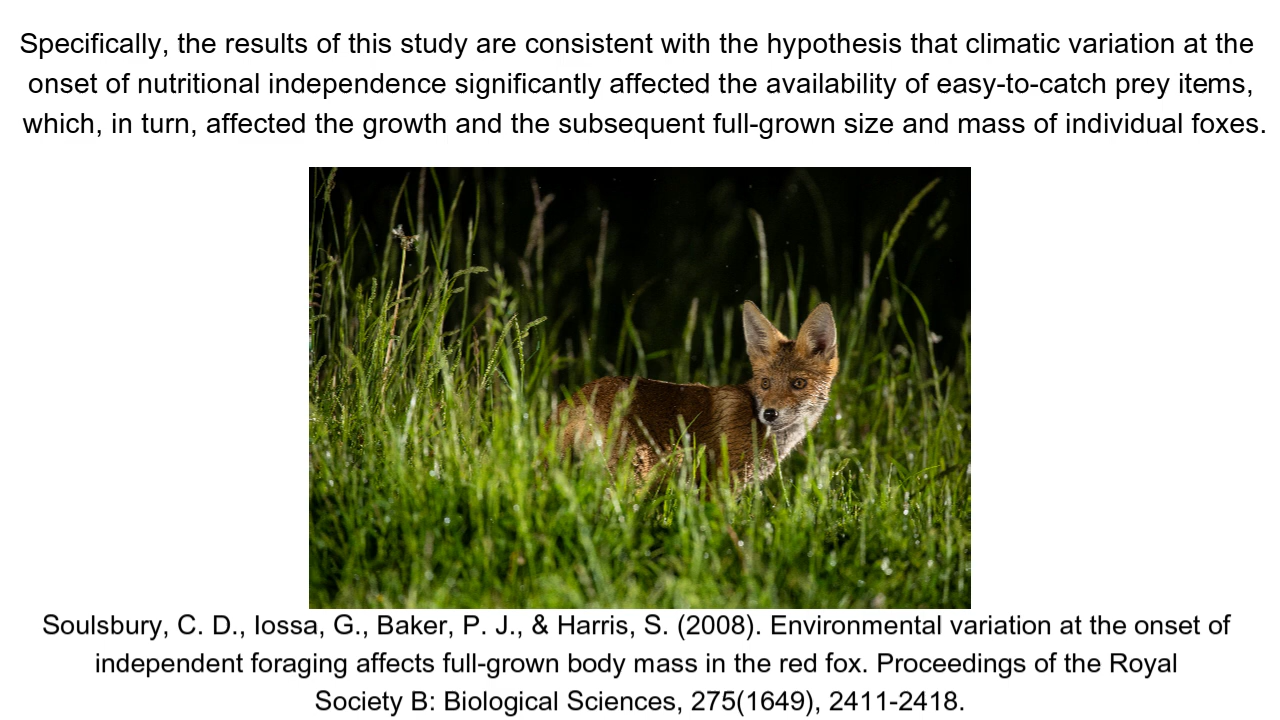 Specifically, the results of this study are consistent with the hypothesis that climatic variation at the
onset of nutritional independence significantly affected the availability of easy-to-catch prey items,
which, in turn, affected the growth and the subsequent full-grown size and mass of individual foxes.
Soulsbury, C. D., Iossa, G., Baker, P. J., & Harris, S. (2008). Environmental variation at the onset of
independent foraging affects full-grown body mass in the red fox. Proceedings of the Royal
Society B: Biological Sciences, 275(1649), 2411-2418.